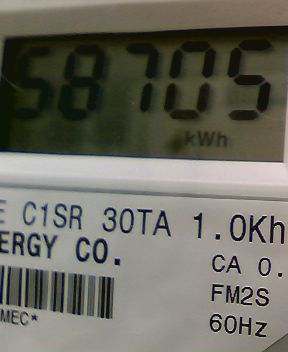 58705
kWh
E C1SR 30TA 1.0Kh
ERGY CO.
CA 0.
FM2S
MEC*
60Hz